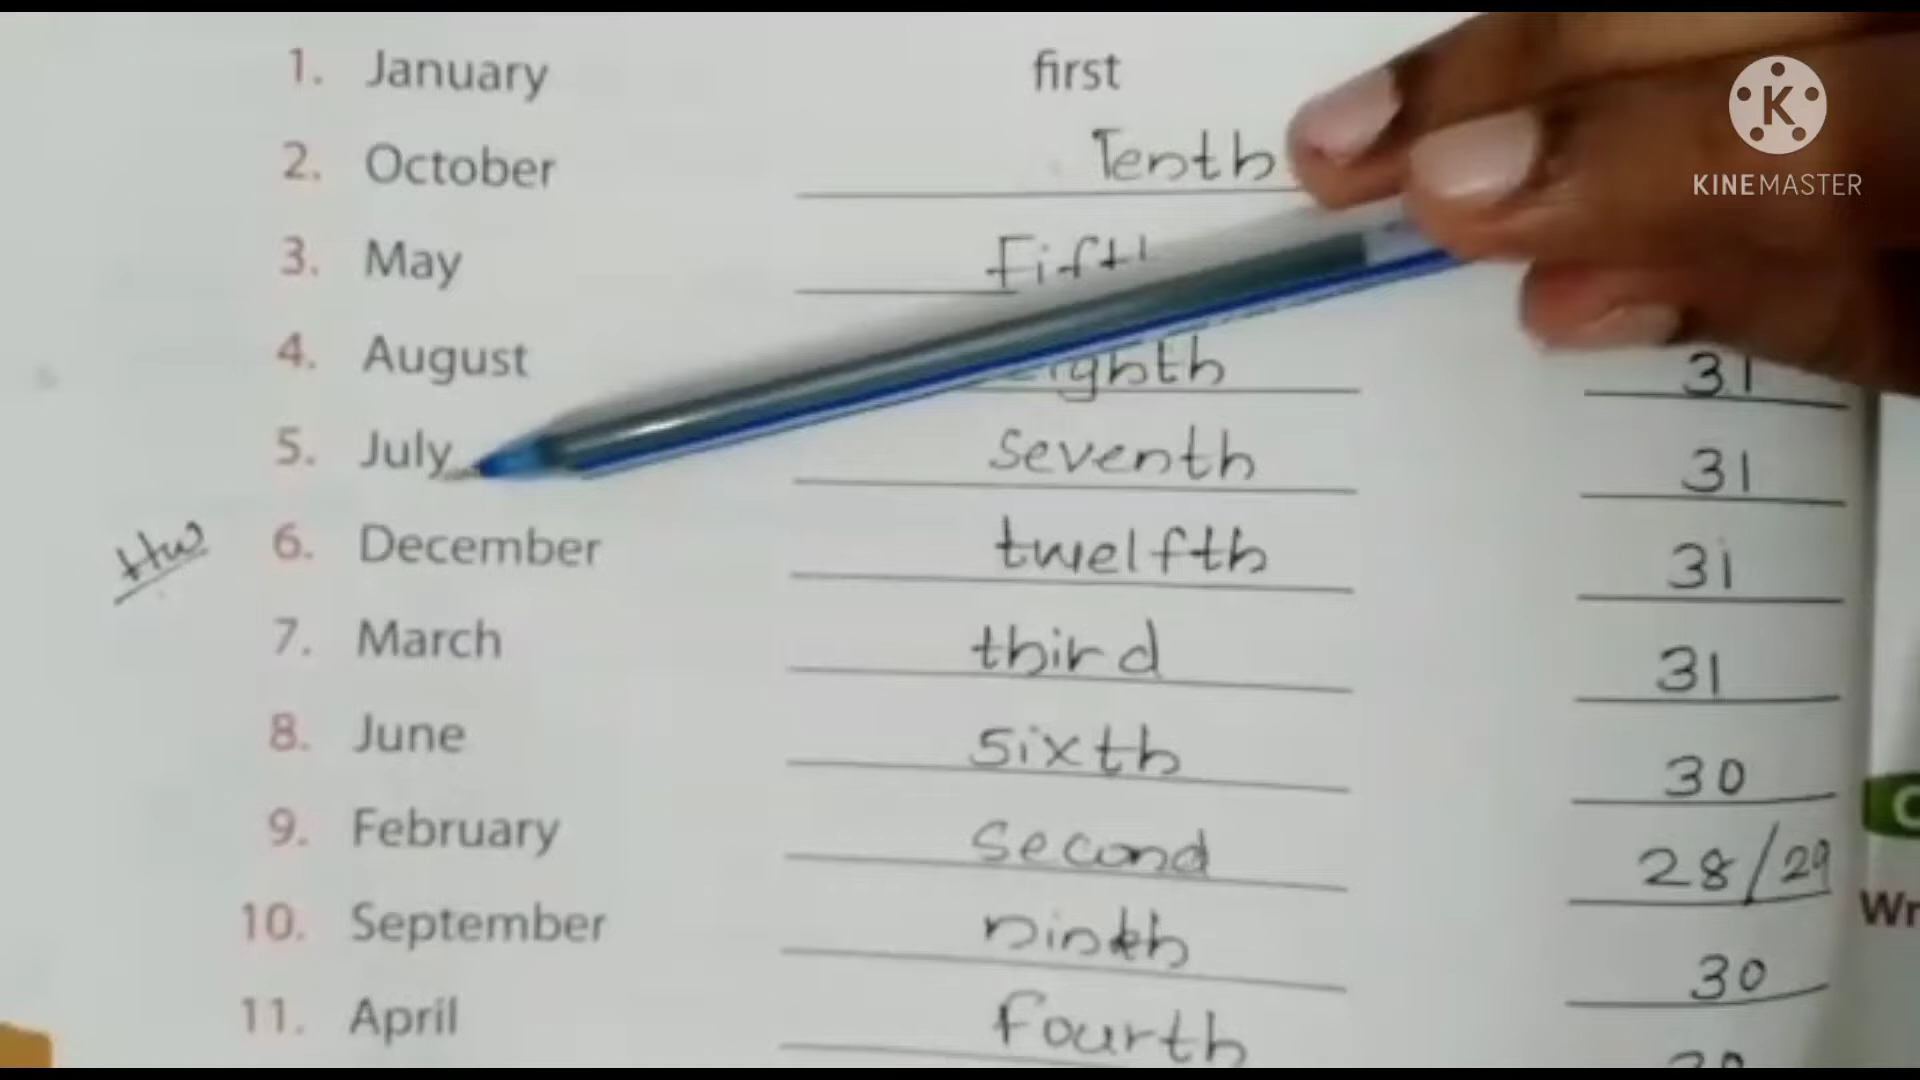 1. January first
KINEMASTER
2. October Tenth
3. May
4. August 31
5. July seventh 31
Hw 6. December twelfth 31
7. March third 31
8. June sixth 30
9. February second 28/29
10. September ninth 30
11. April fourth